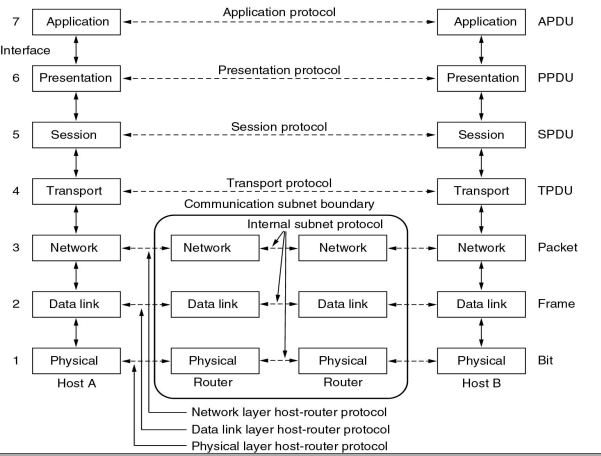 7 Application Application protocol Application APDU
Interface
6 Presentation Presentation protocol Presentation PPDU
5 Session Session protocol Session SPDU
4 Transport Transport protocol Transport TPDU
Communication subnet boundary
Internal subnet protocol
3 Network Network Network Network Packet
2 Data link Data link Data link Data link Frame
1 Physical Physical Physical Physical Bit
Host A Router Router Host B
Network layer host-router protocol
Data link layer host-router protocol
Physical layer host-router protocol